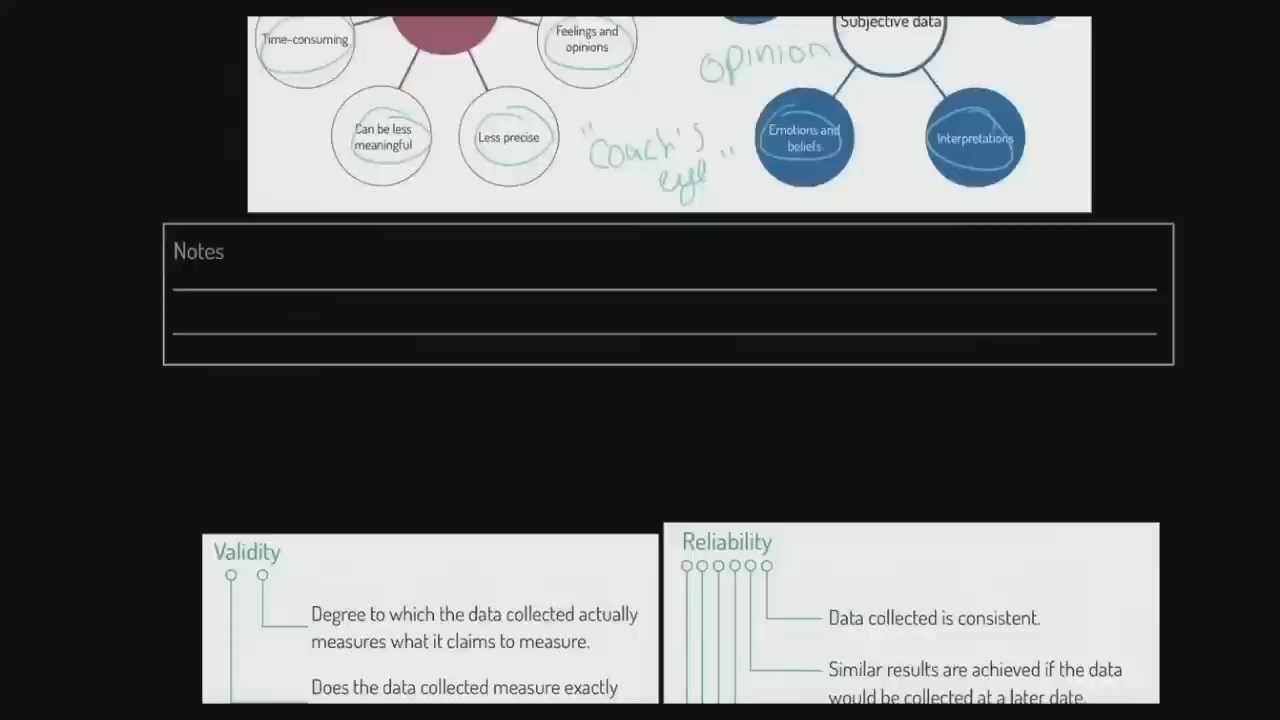 Time-consuming
Feelings and
opinions
Can be less
meaningful
Less precise
opinion
"Coach's
eye"
Subjective data
Emotions and
beliefs
Interpretations
Notes
Validity
Degree to which the data collected actually
measures what it claims to measure.
Does the data collected measure exactly
Reliability
Data collected is consistent.
Similar results are achieved if the data
would be collected at a later date.